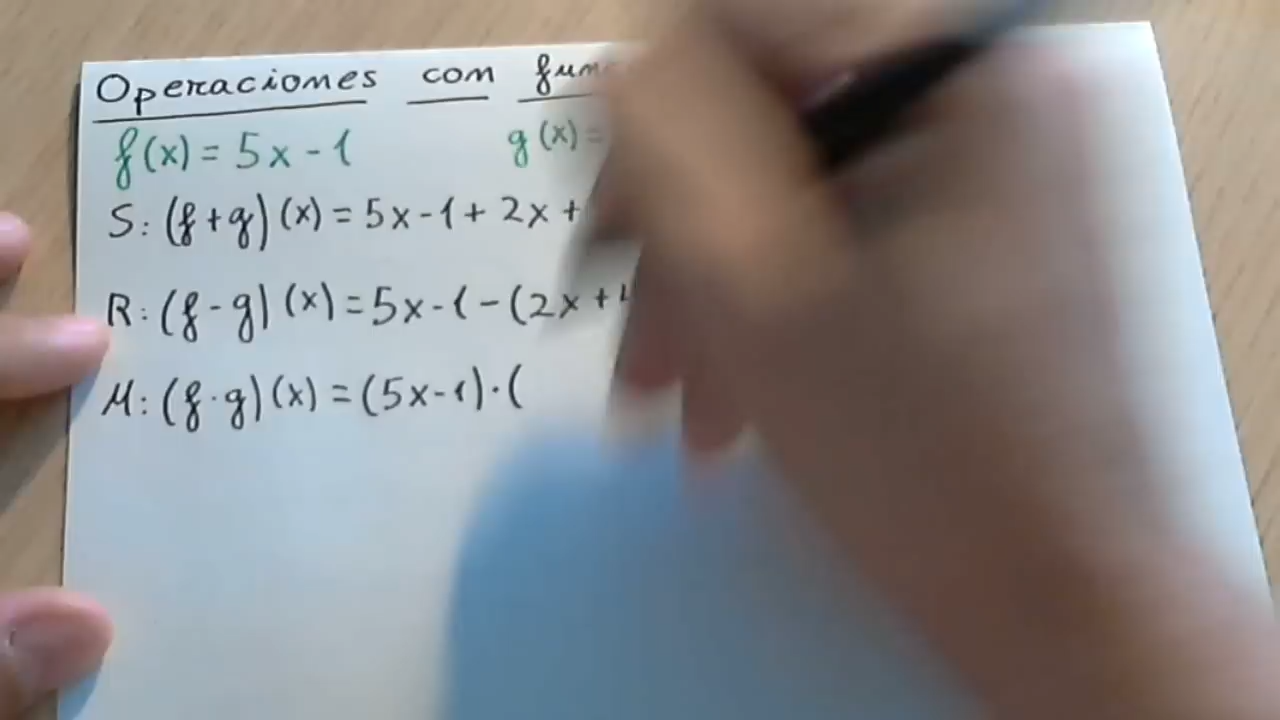 Operaciones con
f(x) = 5x - 1 g(x) =
S: (f + g)(x) = 5x - 1 + 2x +
R: (f - g)(x) = 5x - 1 - (2x +
M: (f · g)(x) = (5x - 1) · (